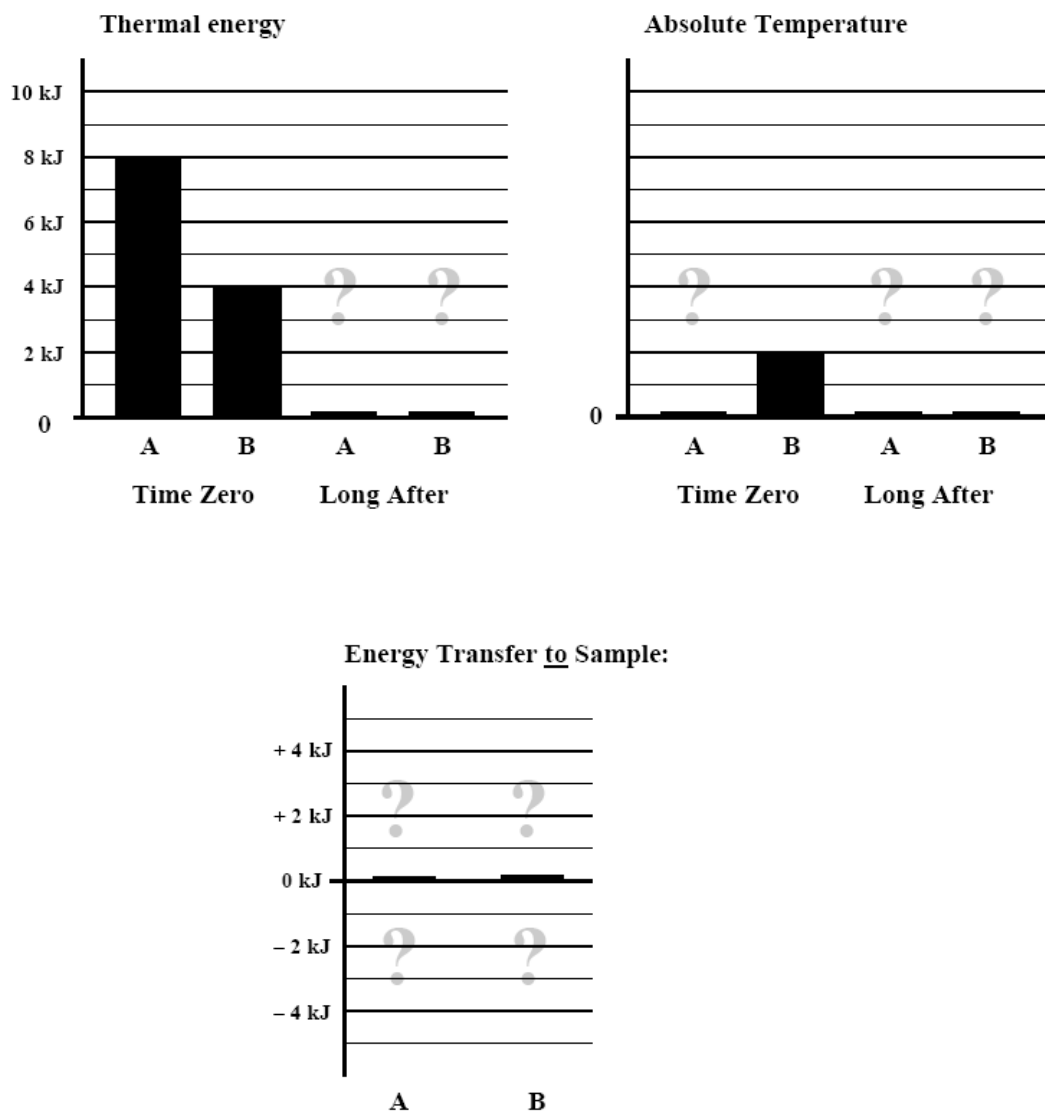 Thermal energy
10 kJ
8 kJ
6 kJ
4 kJ
2 kJ
0
? ?
A B A B
Time Zero Long After
Absolute Temperature
? ? ?
0
A B A B
Time Zero Long After
Energy Transfer to Sample:
+ 4 kJ
+ 2 kJ
0 kJ
– 2 kJ
– 4 kJ
? ?
? ?
A B